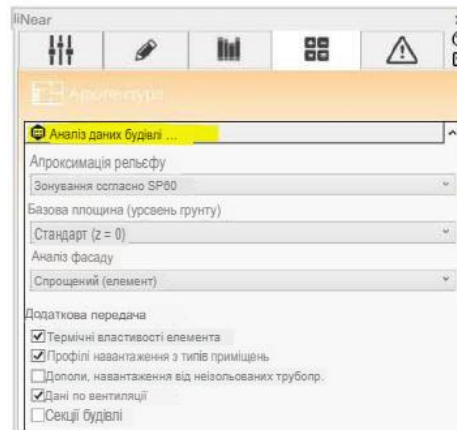 liNear
Архітектура
Аналіз даних будівлі ...
Апроксимація рельєфу
Зонування согласно SP60
Базова площина (урсвень грунту)
Стандарт (z = 0)
Аналіз фасаду
Спрощений (елемент)
Додаткова передача
Термічні властивості елемента
Профілі навантаження з типів приміщень
Дополи, навантаження від неізольованих трубопр.
Дані по вентиляції
Секції будівлі